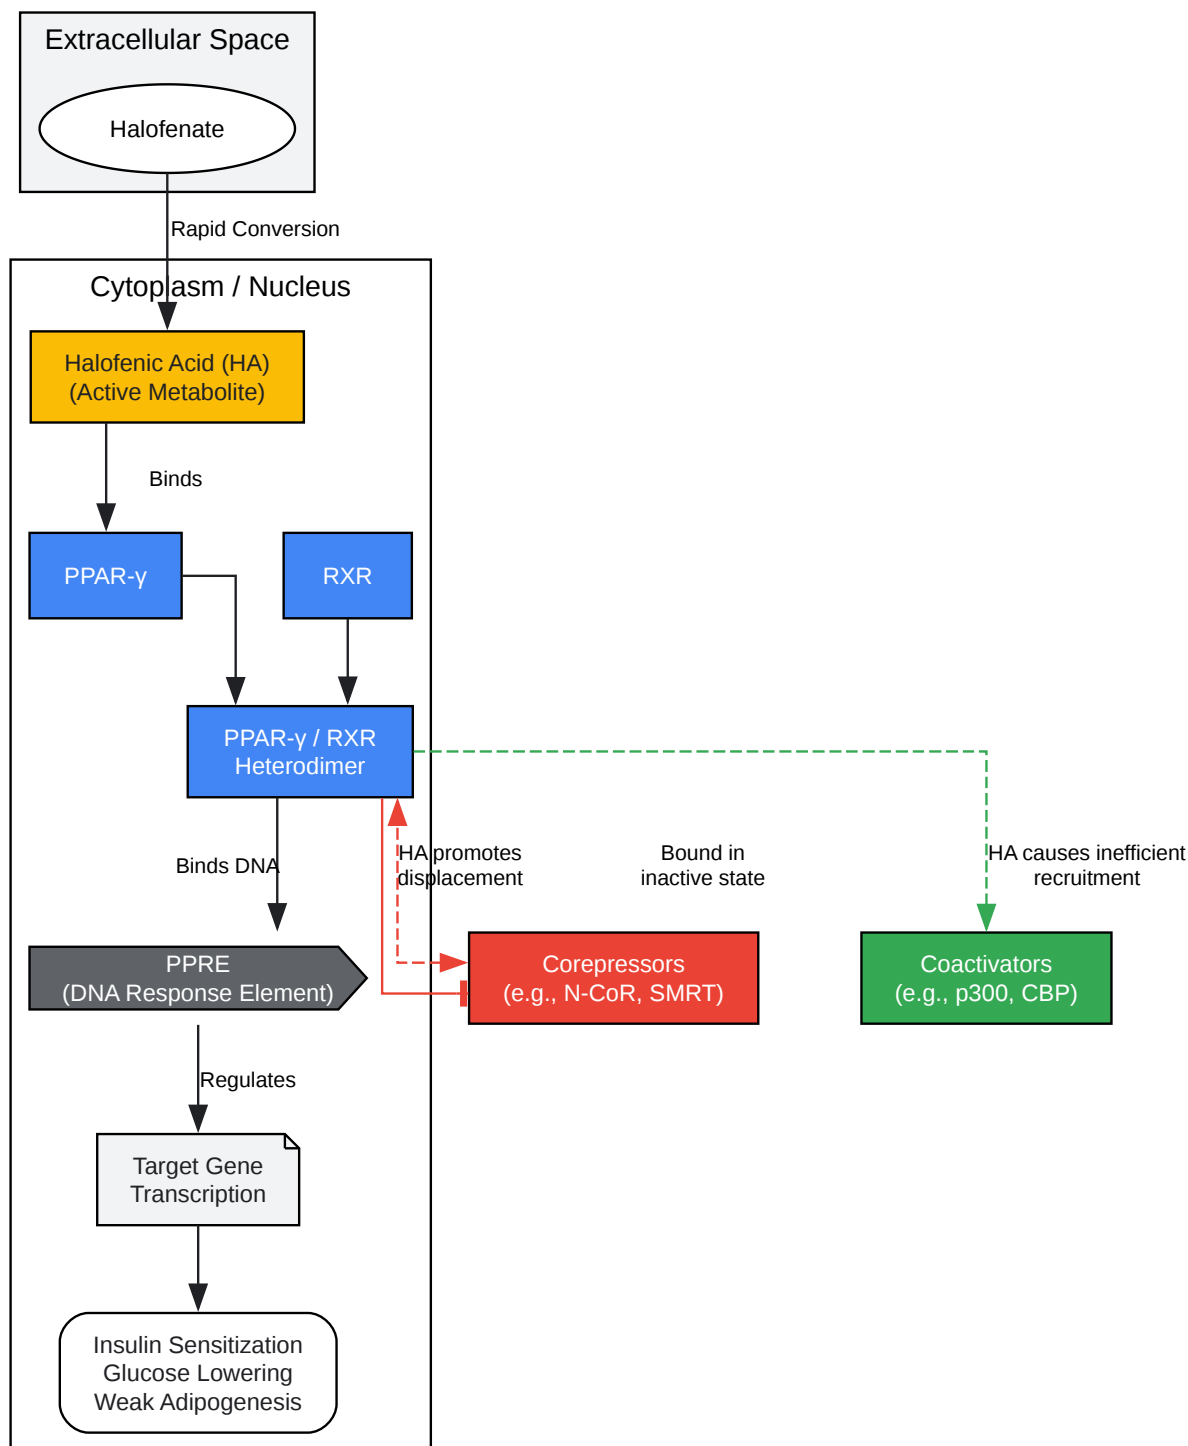 Extracellular Space
Halofenate
Rapid Conversion
Cytoplasm / Nucleus
Halofenic Acid (HA)
(Active Metabolite)
Binds
PPAR-γ
RXR
PPAR-γ / RXR
Heterodimer
Binds DNA
HA promotes
displacement
Bound in
inactive state
HA causes inefficient
recruitment
PPRE
(DNA Response Element)
Corepressors
(e.g., N-CoR, SMRT)
Coactivators
(e.g., p300, CBP)
Regulates
Target Gene
Transcription
Insulin Sensitization
Glucose Lowering
Weak Adipogenesis